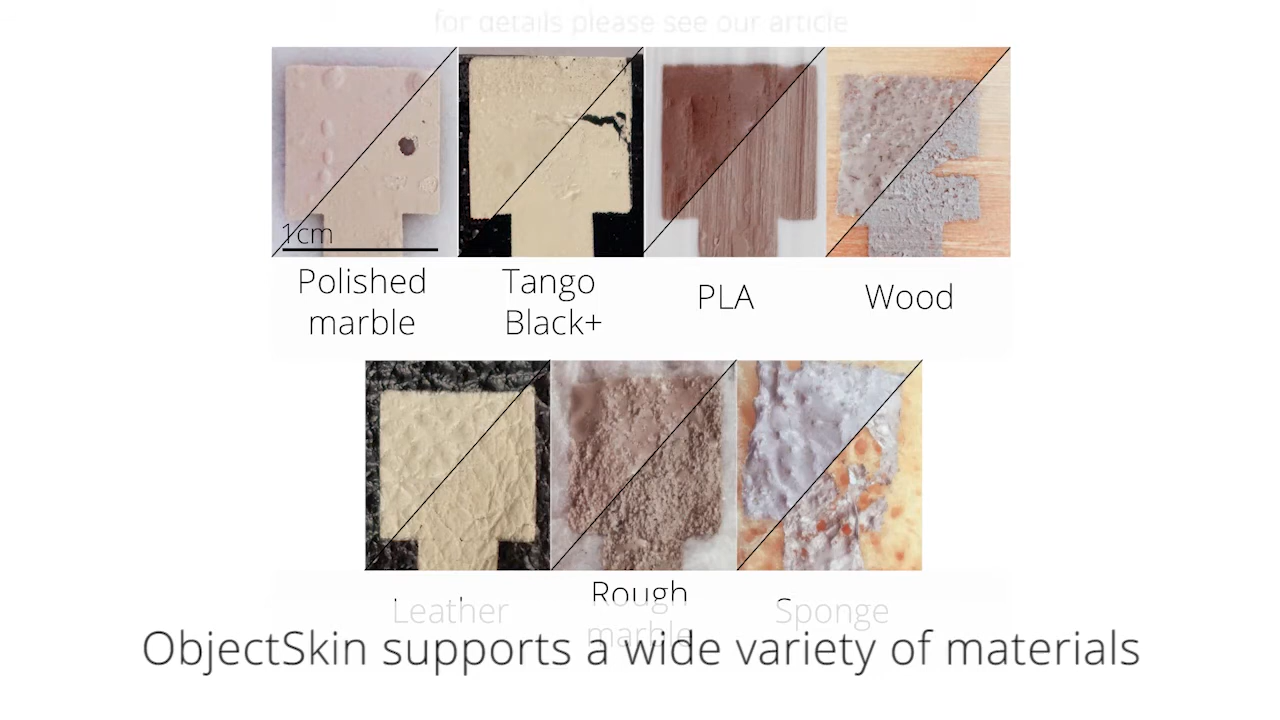 for details please see our article
1cm
Polished
marble
Tango
Black+
PLA
Wood
Leather
Rough
marble
Sponge
ObjectSkin supports a wide variety of materials